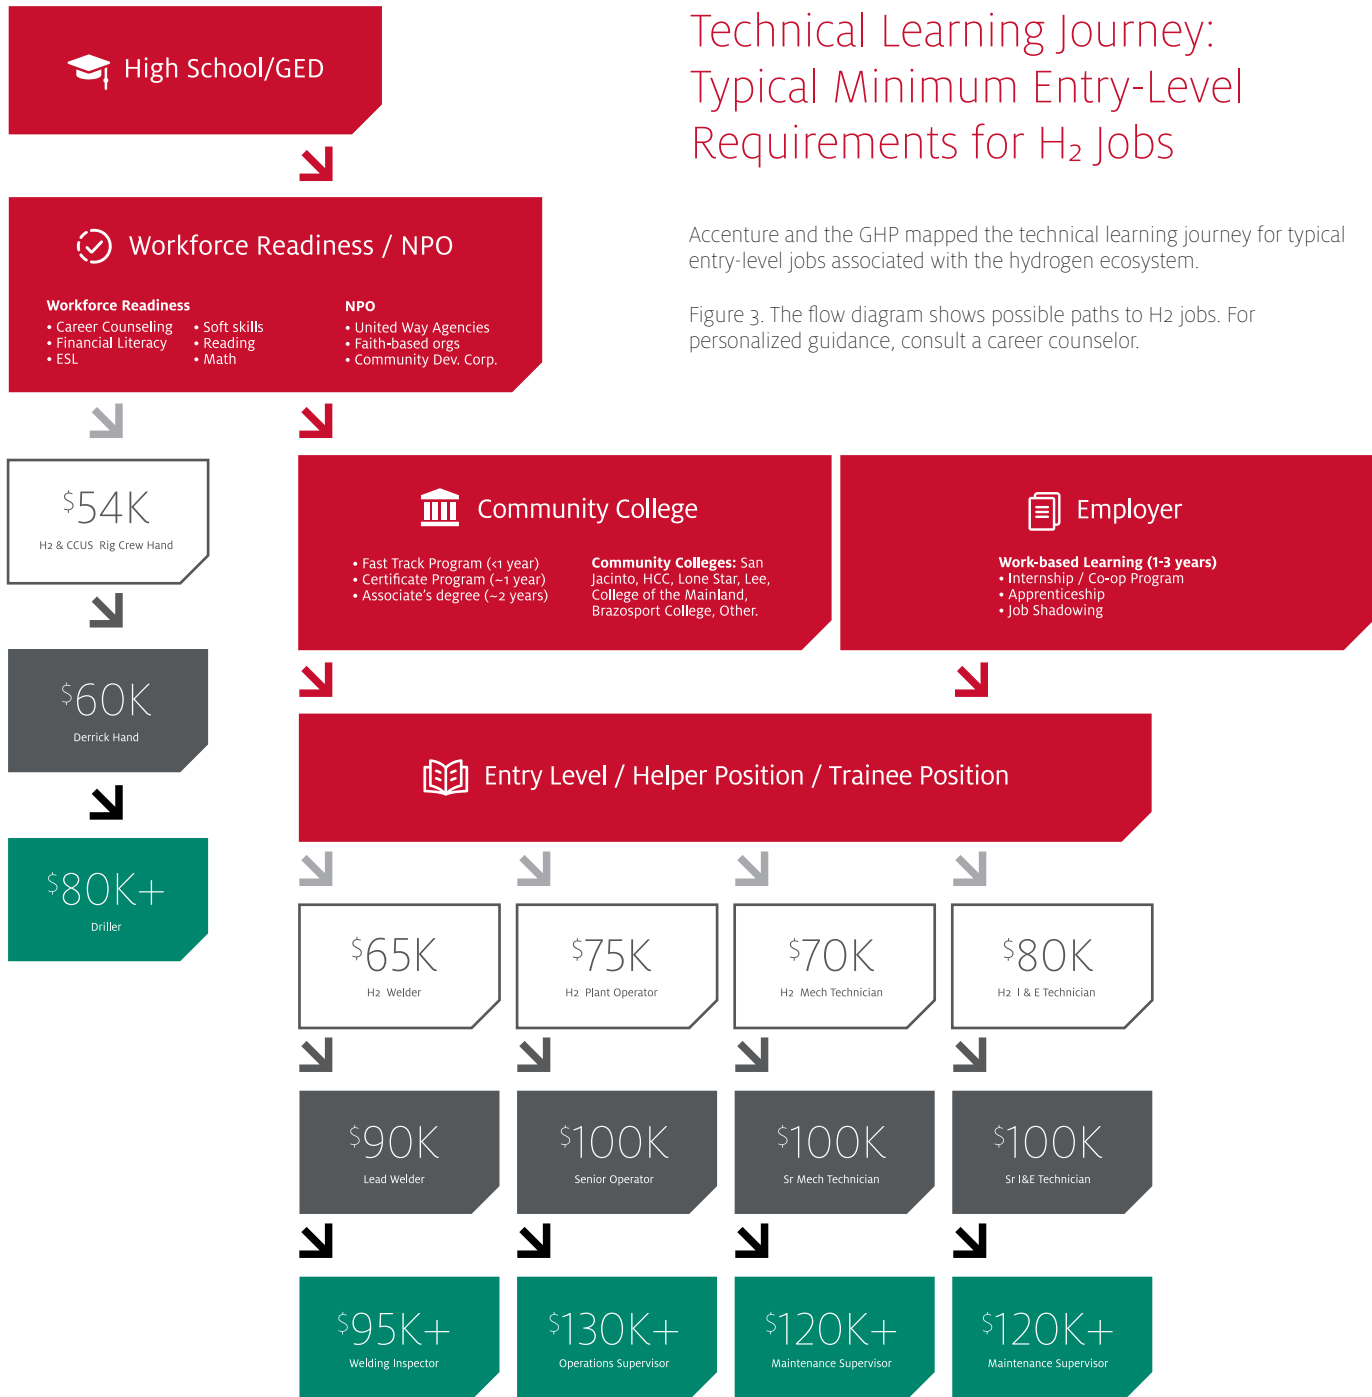 High School/GED
Technical Learning Journey:
Typical Minimum Entry-Level
Requirements for H₂ Jobs
Accenture and the GHP mapped the technical learning journey for typical
entry-level jobs associated with the hydrogen ecosystem.
Figure 3. The flow diagram shows possible paths to H2 jobs. For
personalized guidance, consult a career counselor.
Workforce Readiness / NPO
Workforce Readiness
• Career Counseling
• Financial Literacy
• ESL
• Soft skills
• Reading
• Math
NPO
• United Way Agencies
• Faith-based orgs
• Community Dev. Corp.
$54K
H2 & CCUS Rig Crew Hand
$60K
Derrick Hand
$80K+
Driller
Community College
• Fast Track Program (<1 year)
• Certificate Program (~1 year)
• Associate's degree (~2 years)
Community Colleges: San
Jacinto, HCC, Lone Star, Lee,
College of the Mainland,
Brazosport College, Other.
Employer
Work-based Learning (1-3 years)
• Internship / Co-op Program
• Apprenticeship
• Job Shadowing
Entry Level / Helper Position / Trainee Position
$65K
H2 Welder
$75K
H2 Plant Operator
$70K
H2 Mech Technician
$80K
H2 I & E Technician
$90K
Lead Welder
$100K
Senior Operator
$100K
Sr Mech Technician
$100K
Sr I&E Technician
$95K+
Welding Inspector
$130K+
Operations Supervisor
$120K+
Maintenance Supervisor
$120K+
Maintenance Supervisor